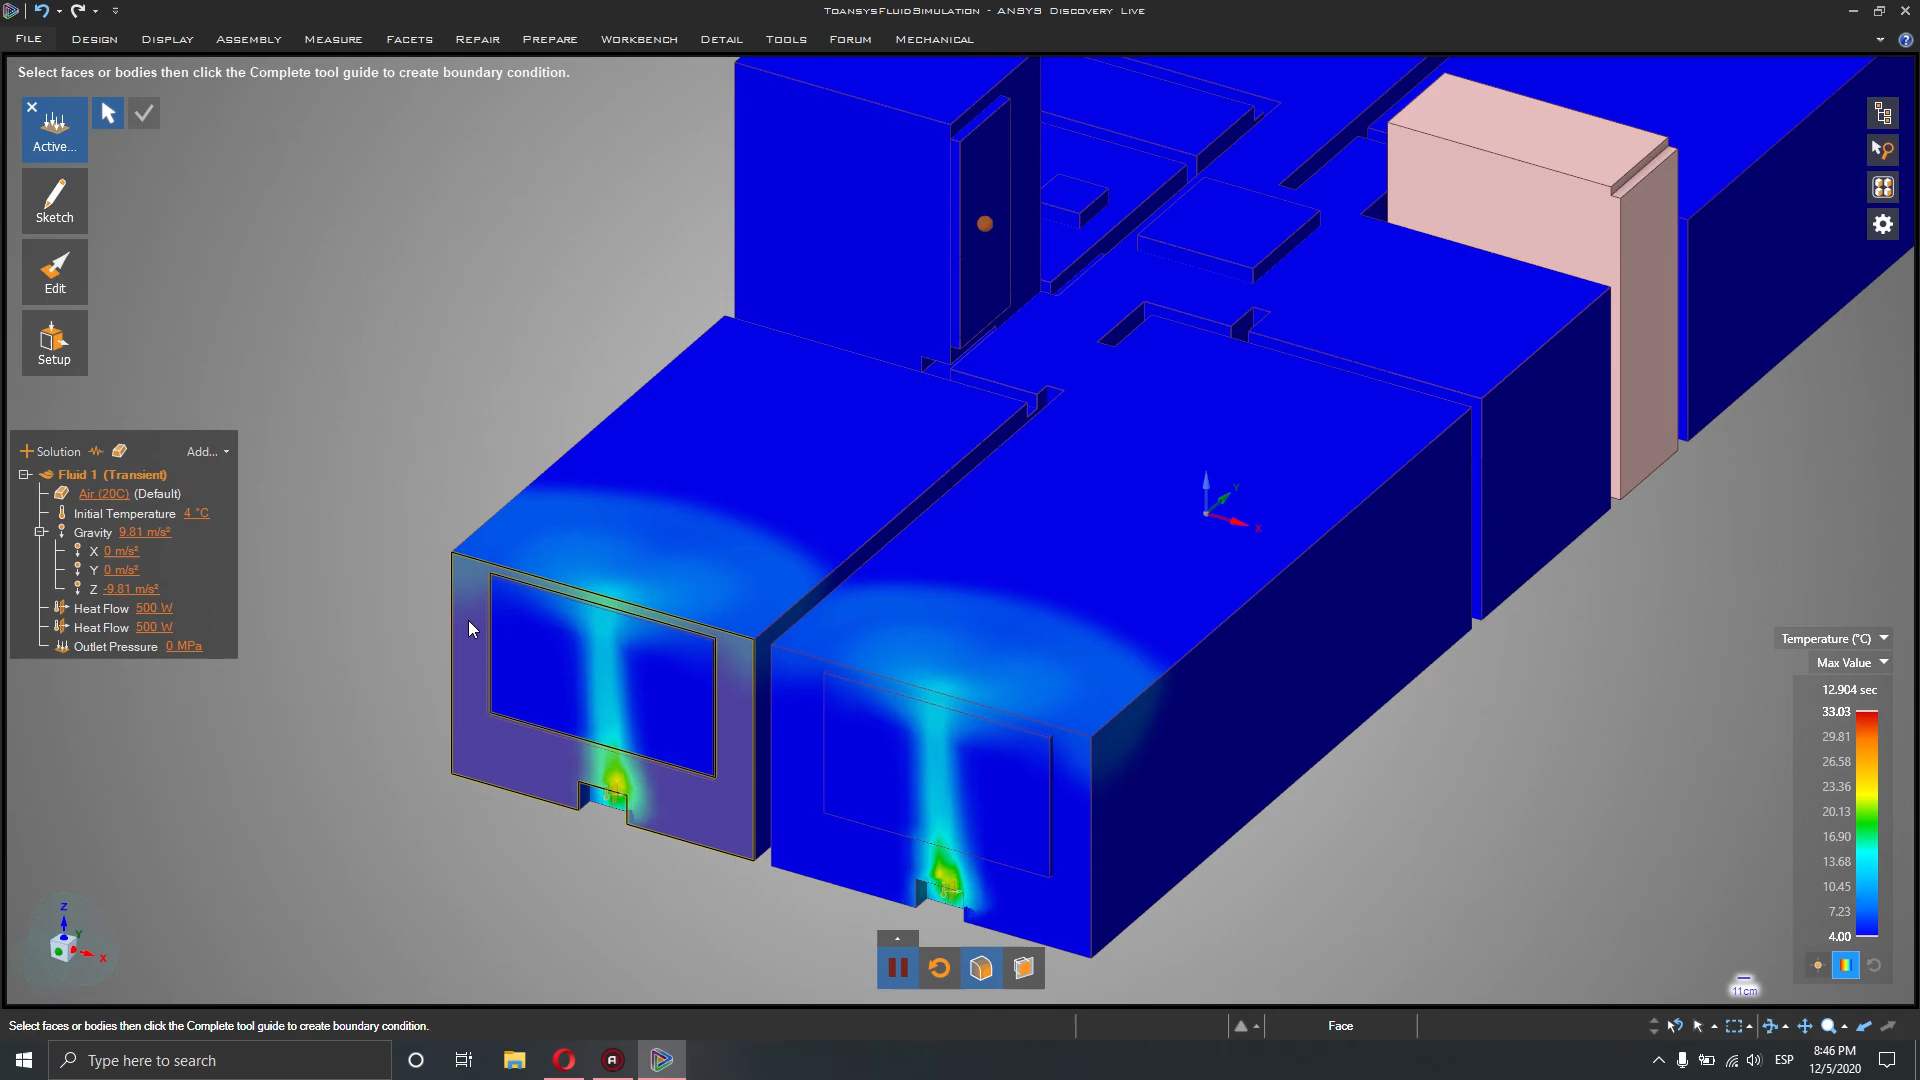 ToansysFluidSimulation - ANSYS Discovery Live
File Design Display Assembly Measure Facets Repair Prepare Workbench Detail Tools Forum Mechanical
Select faces or bodies then click the Complete tool guide to create boundary condition.
Active...
Sketch
Edit
Setup
Solution Add...
Fluid 1 (Transient)
Air (20C) (Default)
Initial Temperature 4 °C
Gravity 9.81 m/s²
X 0 m/s²
Y 0 m/s²
Z -9.81 m/s²
Heat Flow 500 W
Heat Flow 500 W
Outlet Pressure 0 MPa
Y
X
Temperature (°C)
Max Value
12.904 sec
33.03
29.81
26.58
23.36
20.13
16.90
13.68
10.45
7.23
4.00
Z
Y
X
11cm
Select faces or bodies then click the Complete tool guide to create boundary condition.
Face
Type here to search
ESP
8:46 PM
12/5/2020